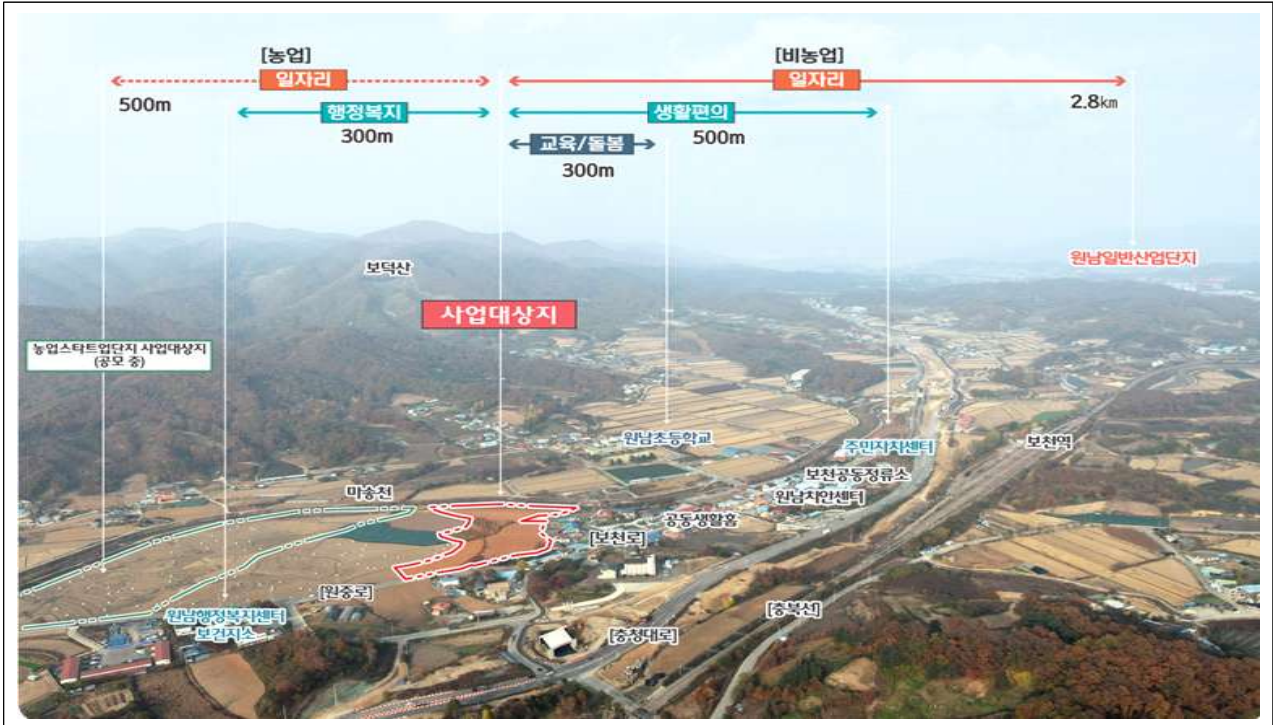 [농업]
일자리
500m
[비농업]
일자리
2.8㎞
행정복지
300m
생활편의
500m
교육/돌봄
300m
보덕산
원남일반산업단지
사업대상지
농업스타트업단지 사업대상지
(공모 중)
원남초등학교
주민자치센터
보천역
보천공동정류소
원남치안센터
미송천
공동생활홈
[보천로]
[원중로]
원남행정복지센터
보건지소
[충청대로]
[충북선]